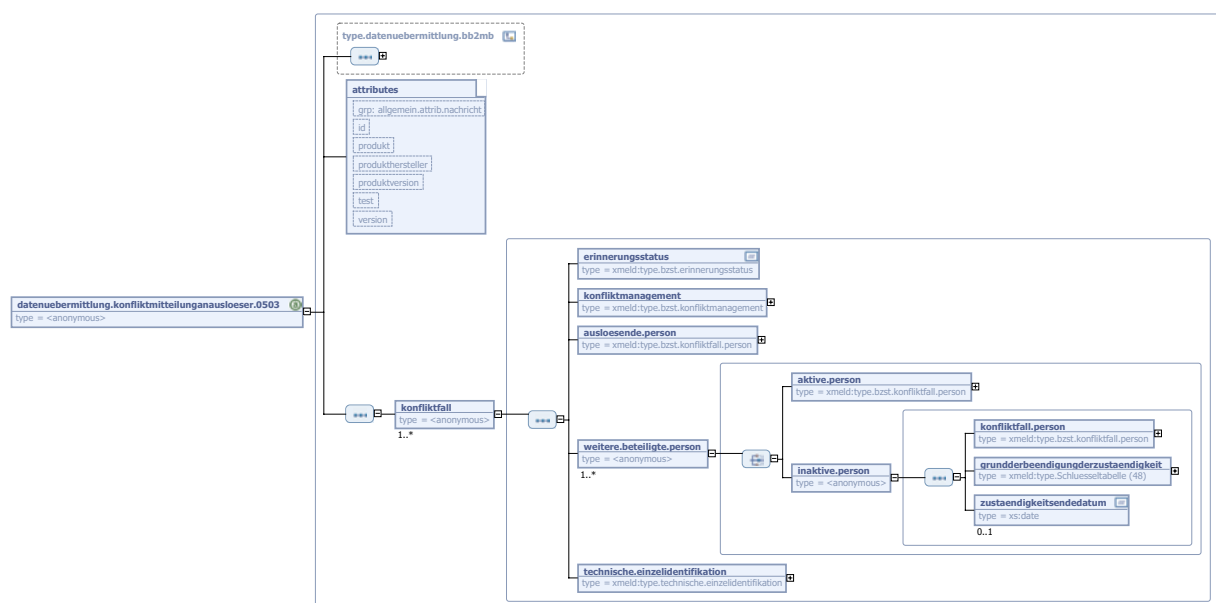 type.datenuebermittlung.bb2mb
attributes
grp: allgemein.attrib.nachricht
id
produkt
produkthersteller
produktversion
test
version
datenuebermittlung.konfliktmitteilunganausloeser.0503
type = <anonymous>
konfliktfall
type = <anonymous>
1..*
erinnerungsstatus
type = xmeld:type.bzst.erinnerungsstatus
konfliktmanagement
type = xmeld:type.bzst.konfliktmanagement
ausloesende.person
type = xmeld:type.bzst.konfliktfall.person
weitere.beteiligte.person
type = <anonymous>
1..*
aktive.person
type = xmeld:type.bzst.konfliktfall.person
inaktive.person
type = <anonymous>
konfliktfall.person
type = xmeld:type.bzst.konfliktfall.person
grundderbeendigungderzustaendigkeit
type = xmeld:type.Schluesseltabelle (48)
zustaendigkeitsendedatum
type = xs:date
0..1
technische.einzelidentifikation
type = xmeld:type.technische.einzelidentifikation